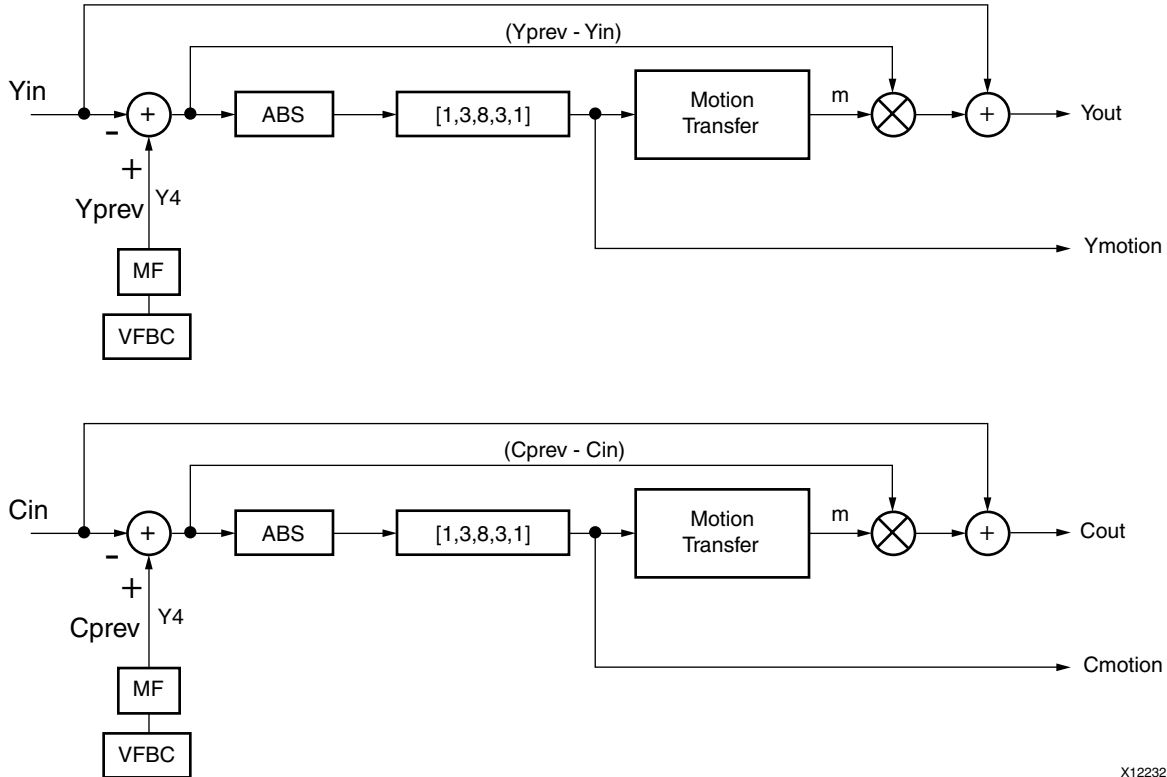 (Yprev - Yin)
Yin
+
ABS
[1,3,8,3,1]
Motion
Transfer
m
+
Yout
-
+
Y4
Yprev
Ymotion
MF
VFBC
(Cprev - Cin)
Cin
+
ABS
[1,3,8,3,1]
Motion
Transfer
m
+
Cout
-
+
Y4
Cprev
Cmotion
MF
VFBC
X12232